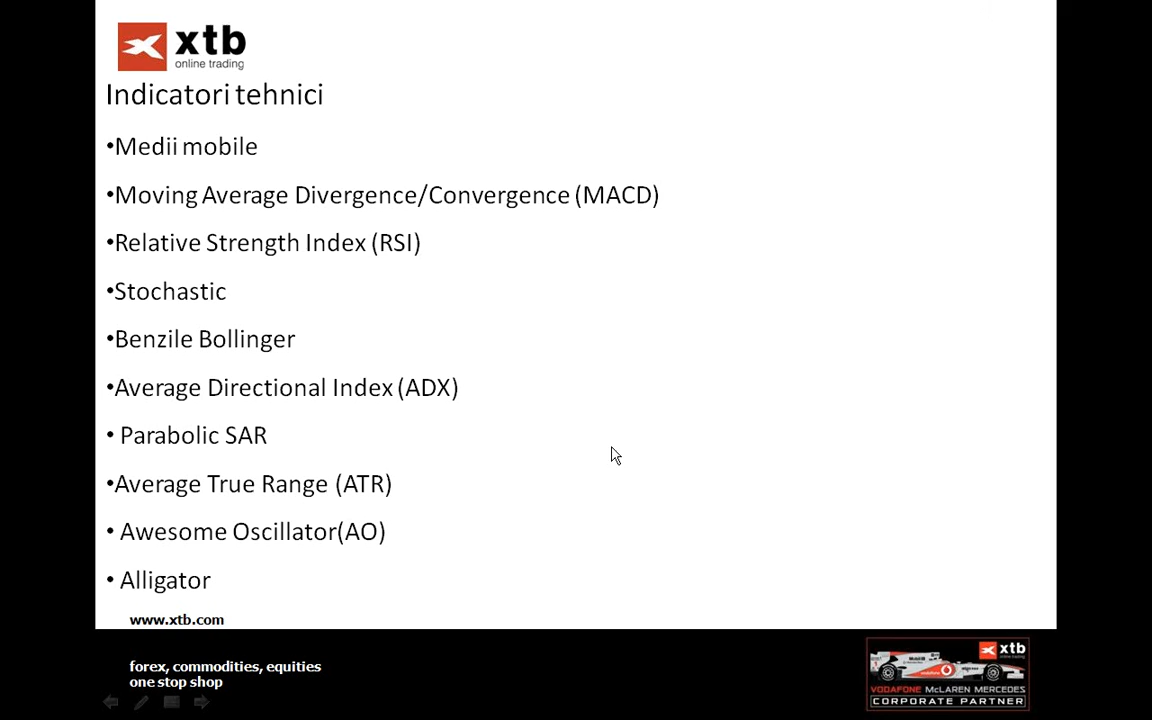 xtb
online trading
Indicatori tehnici
•Medii mobile
•Moving Average Divergence/Convergence (MACD)
•Relative Strength Index (RSI)
•Stochastic
•Benzile Bollinger
•Average Directional Index (ADX)
• Parabolic SAR
•Average True Range (ATR)
• Awesome Oscillator(AO)
• Alligator
www.xtb.com
forex, commodities, equities
one stop shop
xtb
VODAFONE McLAREN MERCEDES
CORPORATE PARTNER